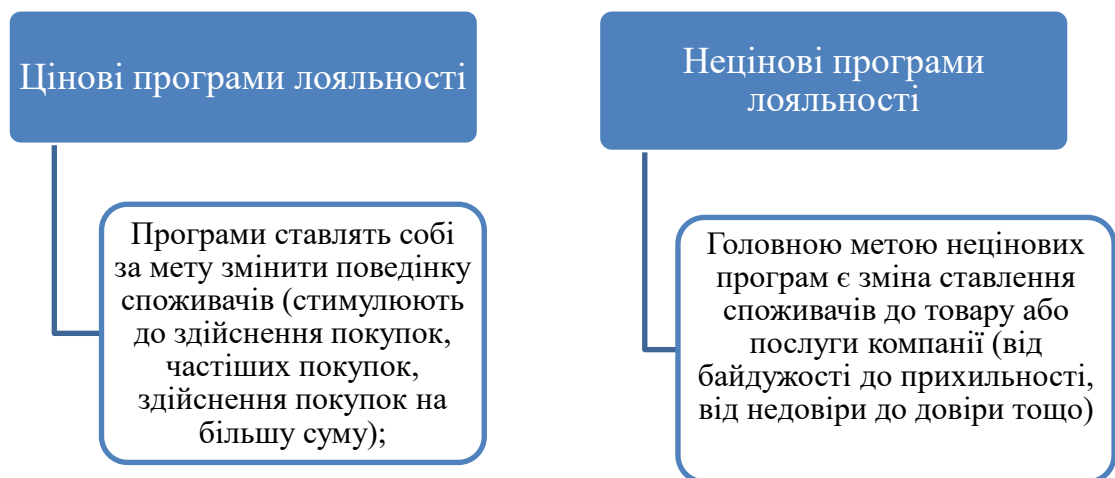 Цінові програми лояльності
Програми ставлять собі
за мету змінити поведінку
споживачів (стимулюють
до здійснення покупок,
частіших покупок,
здійснення покупок на
більшу суму);
Нецінові програми
лояльності
Головною метою нецінових
програм є зміна ставлення
споживачів до товару або
послуги компанії (від
байдужості до прихильності,
від недовіри до довіри тощо)